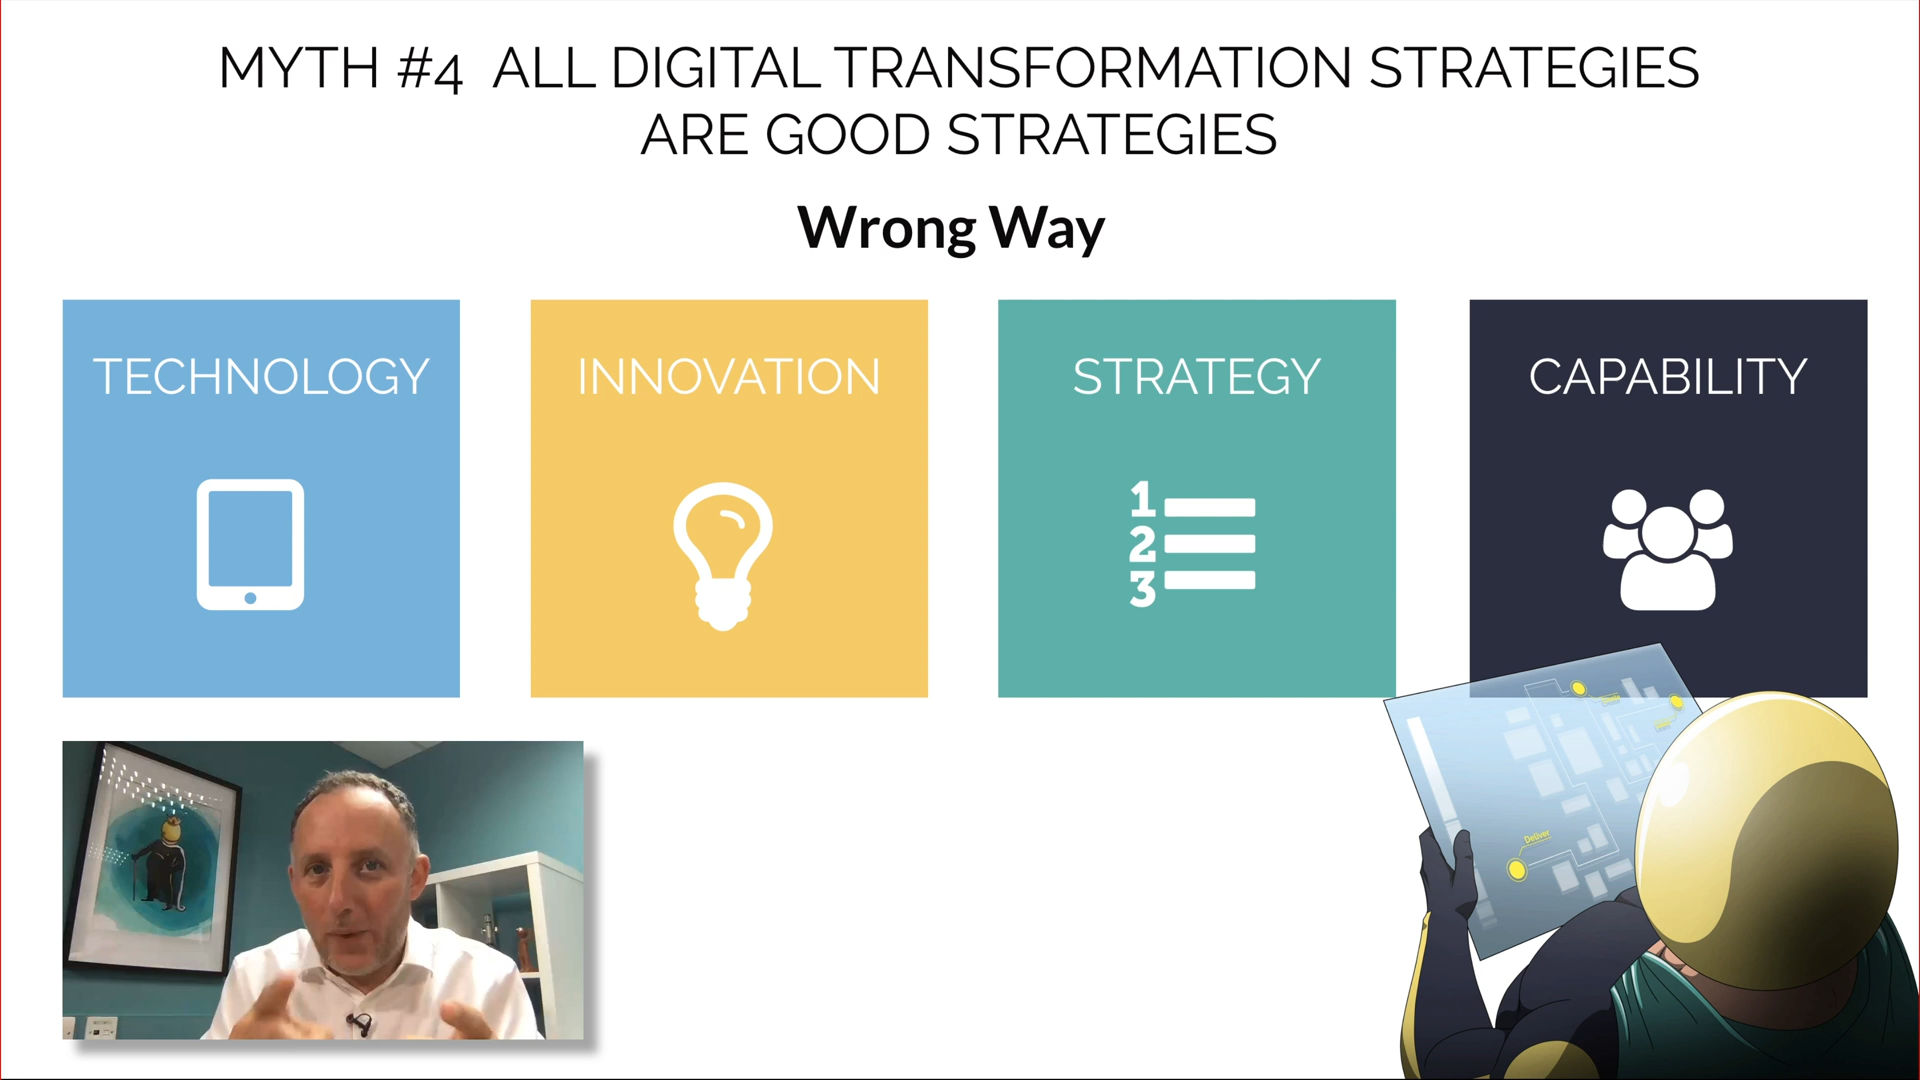 MYTH #4 ALL DIGITAL TRANSFORMATION STRATEGIES
ARE GOOD STRATEGIES
Wrong Way
TECHNOLOGY
INNOVATION
STRATEGY
CAPABILITY
1
2
3
Deliver